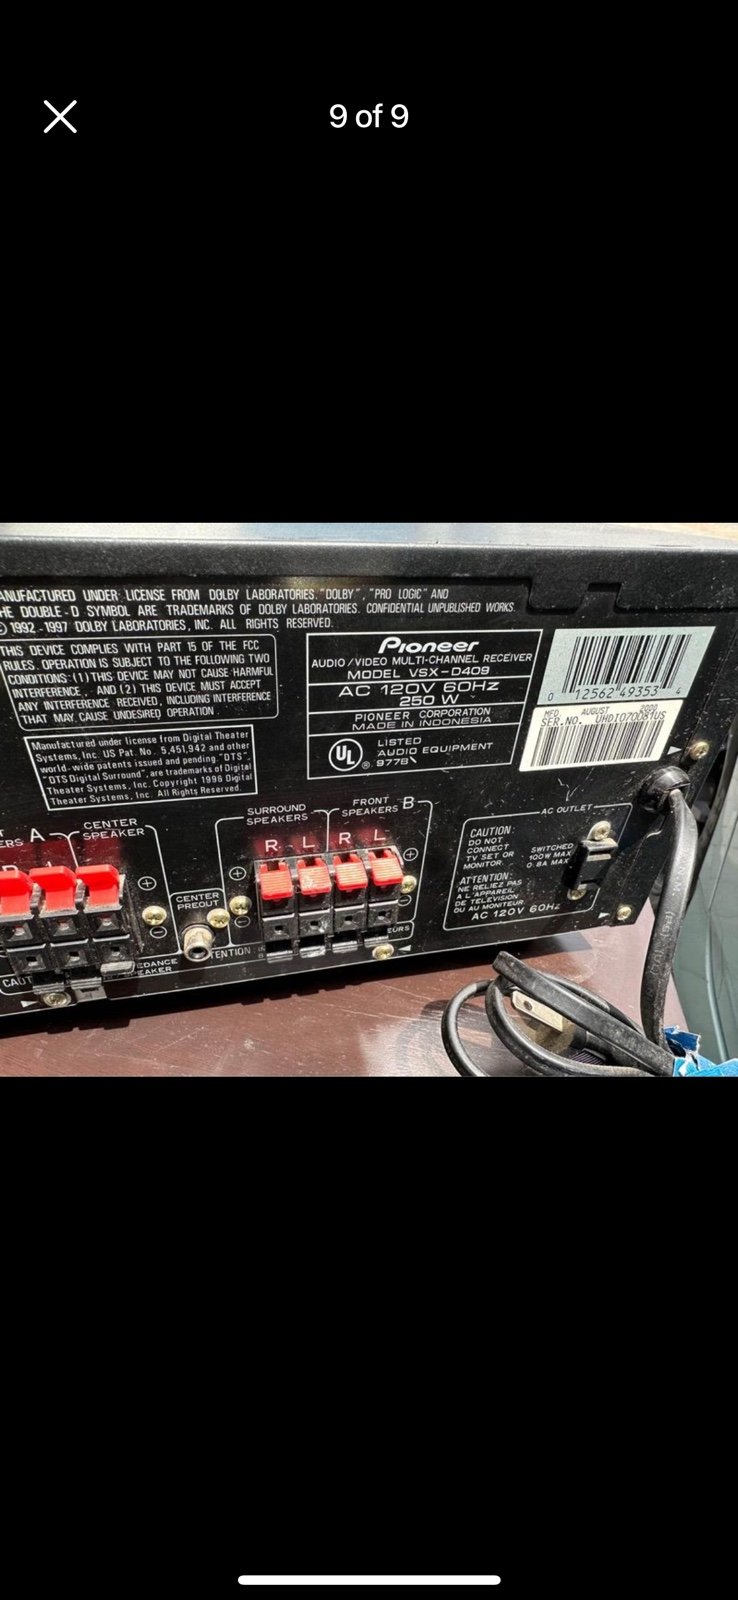 9 of 9
ANUFACTURED UNDER LICENSE FROM DOLBY LABORATORIES. "DOLBY", "PRO LOGIC" AND
HE DOUBLE-D SYMBOL ARE TRADEMARKS OF DOLBY LABORATORIES. CONFIDENTIAL UNPUBLISHED WORKS.
© 1992-1997 DOLBY LABORATORIES, INC. ALL RIGHTS RESERVED.
THIS DEVICE COMPLIES WITH PART 15 OF THE FCC
RULES. OPERATION IS SUBJECT TO THE FOLLOWING TWO
CONDITIONS: (1) THIS DEVICE MAY NOT CAUSE HARMFUL
INTERFERENCE, AND (2) THIS DEVICE MUST ACCEPT
ANY INTERFERENCE RECEIVED, INCLUDING INTERFERENCE
THAT MAY CAUSE UNDESIRED OPERATION.
Manufactured under license from Digital Theater
Systems, Inc. US Pat. No. 5,451,942 and other
world-wide patents issued and pending. "DTS",
"DTS Digital Surround", are trademarks of Digital
Theater Systems, Inc. Copyright 1996 Digital
Theater Systems, Inc. All Rights Reserved.
Pioneer
AUDIO/VIDEO MULTI-CHANNEL RECEIVER
MODEL VSX-D409
AC 120V 60Hz
250 W
PIONEER CORPORATION
MADE IN INDONESIA
UL ®
LISTED
AUDIO EQUIPMENT
977B
0 12562 49353 4
MFD. AUGUST 2000
SER.NO. UHDI070081US
ERS A
CENTER
SPEAKER
SURROUND
SPEAKERS
FRONT
SPEAKERS B
R L R L
CENTER
PREOUT
CAUT
EDANCE
PEAKER
TENTION:
EURS
AC OUTLET
CAUTION:
DO NOT
CONNECT
TV SET OR
MONITOR.
SWITCHED
100W MAX
0.8A MAX
ATTENTION:
NE RELIEZ PAS
A L'APPAREIL
DE TELEVISION
OU AU MONITEUR
AC 120V 60Hz